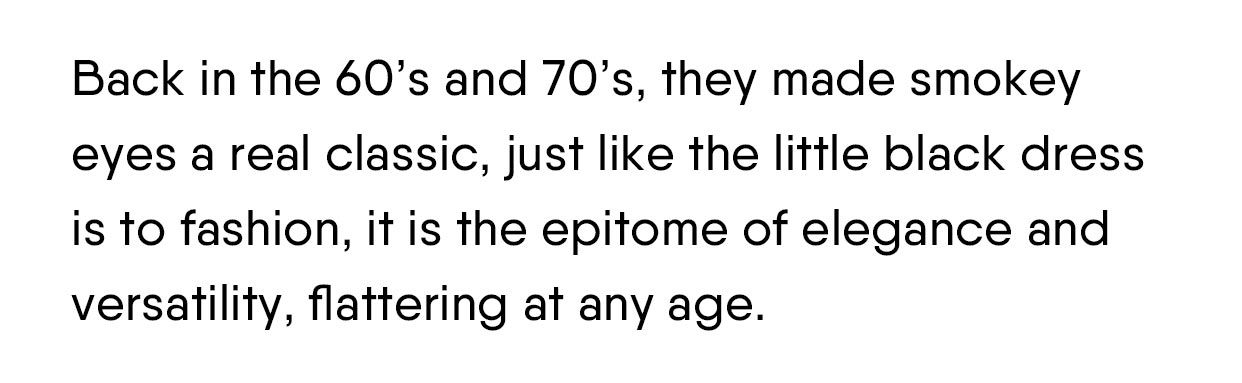 Back in the 60’s and 70’s, they made smokey
eyes a real classic, just like the little black dress
is to fashion, it is the epitome of elegance and
versatility, flattering at any age.